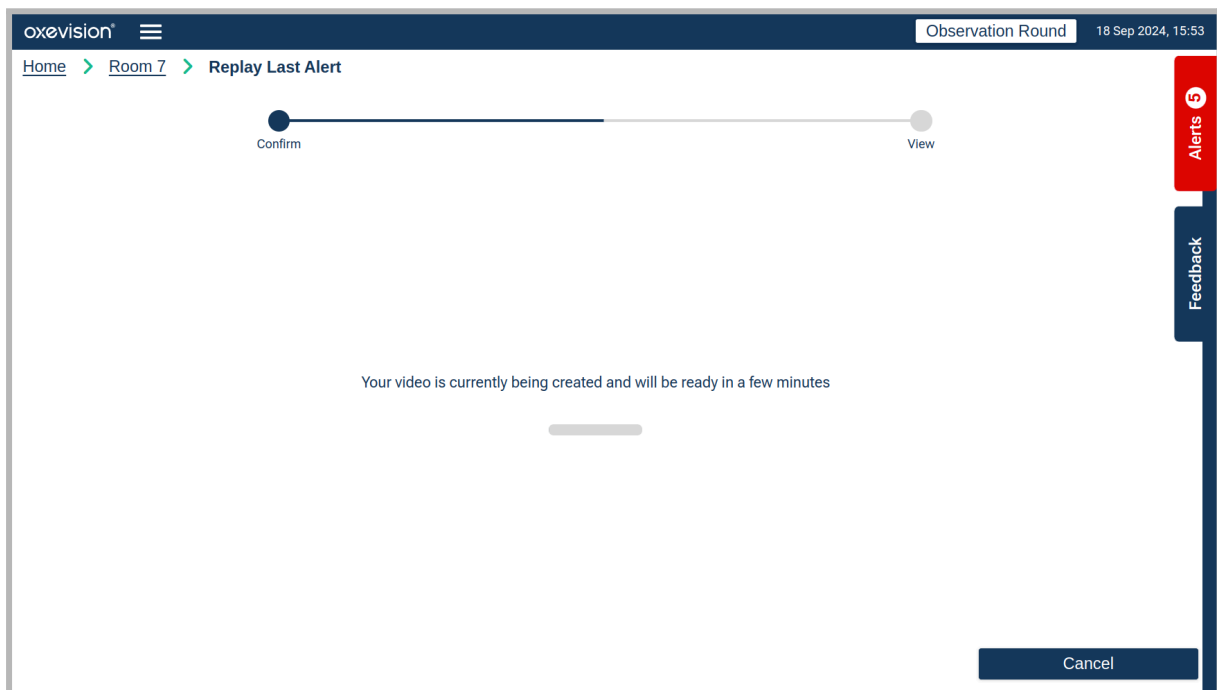 oxevision® Observation Round 18 Sep 2024, 15:53
Home Room 7 Replay Last Alert
Confirm View
Alerts 5
Feedback
Your video is currently being created and will be ready in a few minutes
Cancel